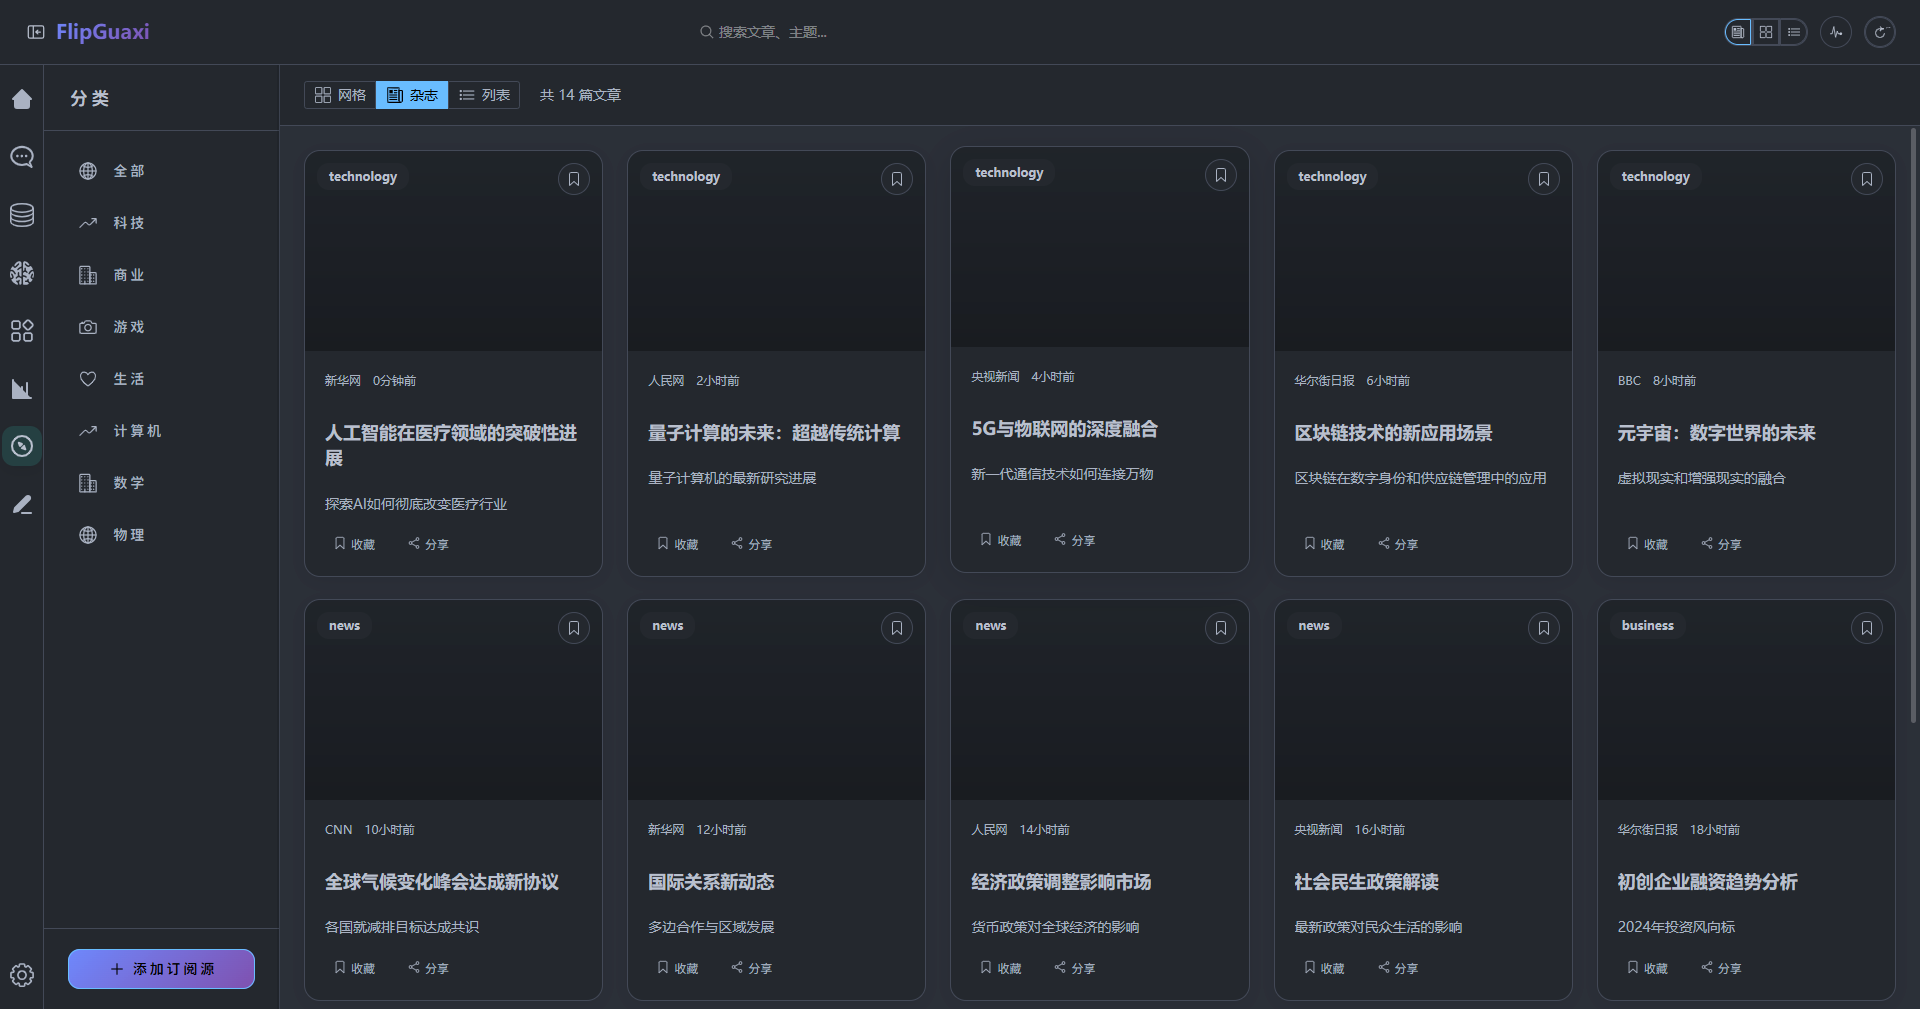 FlipGuaxi
搜索文章、主题...
分类
全部
科技
商业
游戏
生活
计算机
数学
物理
添加订阅源
网格
杂志
列表
共 14 篇文章
technology
新华网 0分钟前
人工智能在医疗领域的突破性进
展
探索AI如何彻底改变医疗行业
收藏 分享
technology
人民网 2小时前
量子计算的未来：超越传统计算
量子计算机的最新研究进展
收藏 分享
technology
央视新闻 4小时前
5G与物联网的深度融合
新一代通信技术如何连接万物
收藏 分享
technology
华尔街日报 6小时前
区块链技术的新应用场景
区块链在数字身份和供应链管理中的应用
收藏 分享
technology
BBC 8小时前
元宇宙：数字世界的未来
虚拟现实和增强现实的融合
收藏 分享
news
CNN 10小时前
全球气候变化峰会达成新协议
各国就减排目标达成共识
收藏 分享
news
新华网 12小时前
国际关系新动态
多边合作与区域发展
收藏 分享
news
人民网 14小时前
经济政策调整影响市场
货币政策对全球经济的影响
收藏 分享
news
央视新闻 16小时前
社会民生政策解读
最新政策对民众生活的影响
收藏 分享
business
华尔街日报 18小时前
初创企业融资趋势分析
2024年投资风向标
收藏 分享